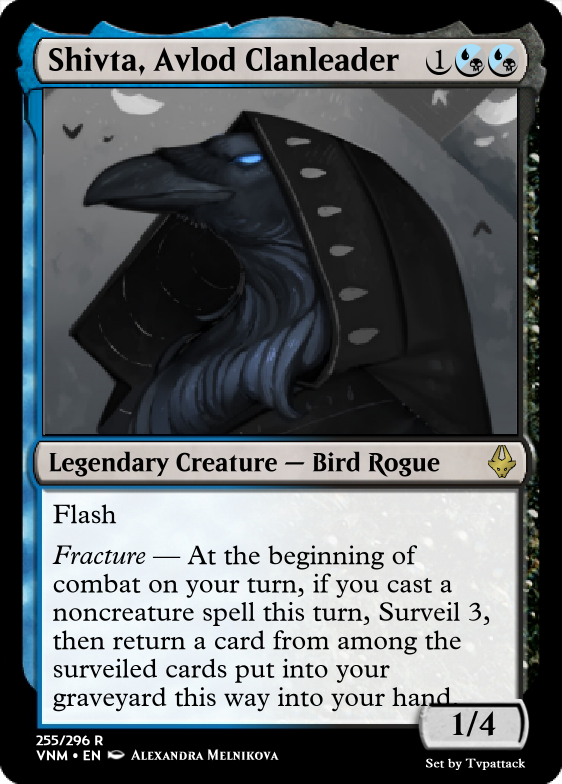 Shivta, Avlod Clanleader 1
Legendary Creature — Bird Rogue
Flash
Fracture — At the beginning of
combat on your turn, if you cast a
noncreature spell this turn, Surveil 3,
then return a card from among the
surveiled cards put into your
graveyard this way into your hand.
1/4
255/296 R
VNM • EN ALEXANDRA MELNIKOVA
Set by Tvpattack